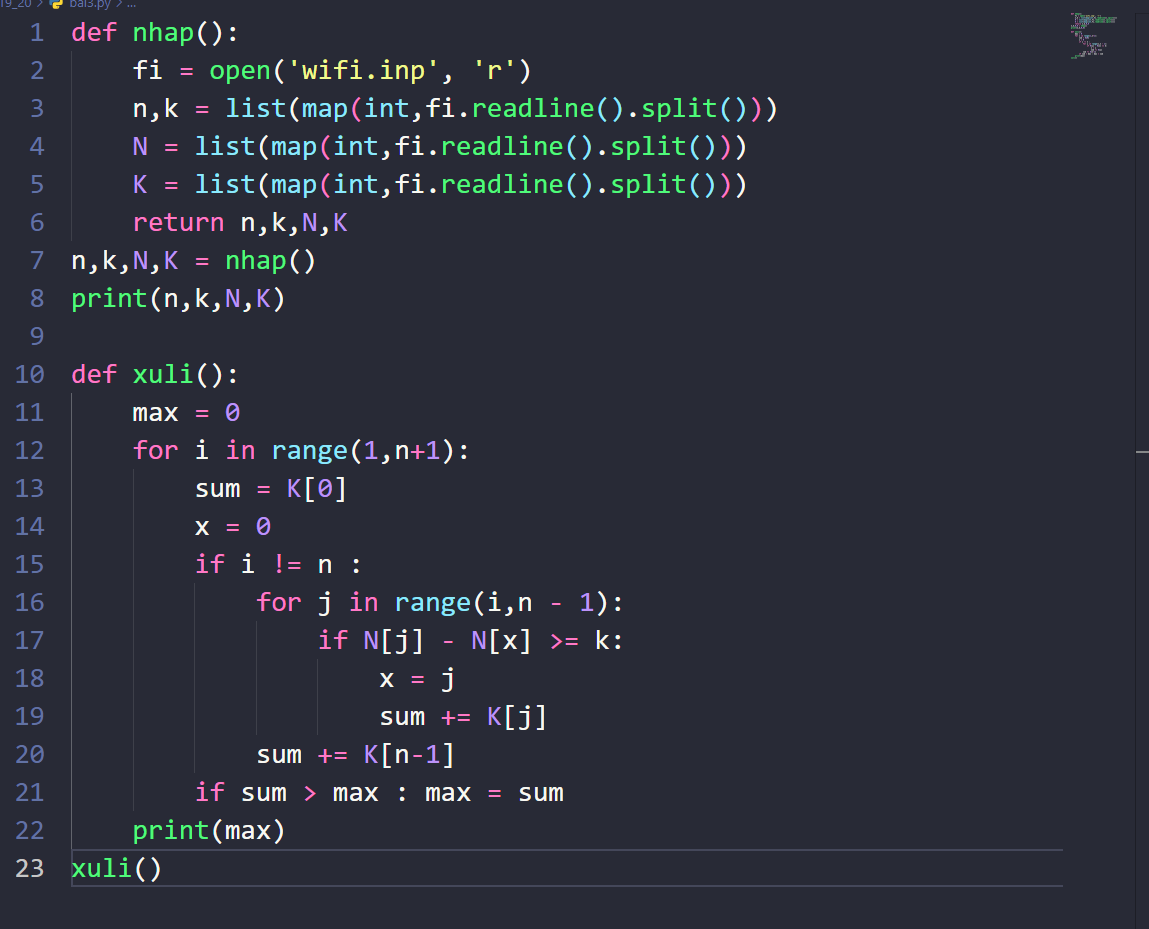 19_20 > bai3.py > ...
1 def nhap():
2     fi = open('wifi.inp', 'r')
3     n,k = list(map(int,fi.readline().split()))
4     N = list(map(int,fi.readline().split()))
5     K = list(map(int,fi.readline().split()))
6     return n,k,N,K
7 n,k,N,K = nhap()
8 print(n,k,N,K)
9
10 def xuli():
11     max = 0
12     for i in range(1,n+1):
13         sum = K[0]
14         x = 0
15         if i != n :
16             for j in range(i,n - 1):
17                 if N[j] - N[x] >= k:
18                     x = j
19                     sum += K[j]
20             sum += K[n-1]
21         if sum > max : max = sum
22     print(max)
23 xuli()